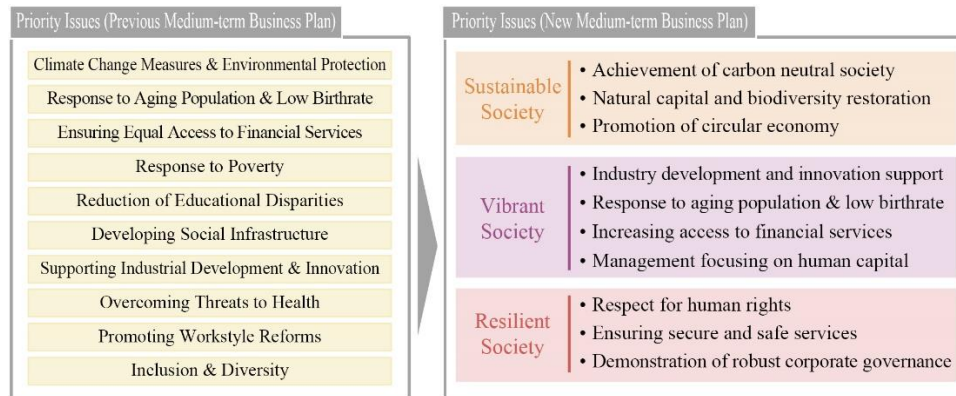 Priority Issues (Previous Medium-term Business Plan)
Climate Change Measures & Environmental Protection
Response to Aging Population & Low Birthrate
Ensuring Equal Access to Financial Services
Response to Poverty
Reduction of Educational Disparities
Developing Social Infrastructure
Supporting Industrial Development & Innovation
Overcoming Threats to Health
Promoting Workstyle Reforms
Inclusion & Diversity
Priority Issues (New Medium-term Business Plan)
Sustainable
Society
• Achievement of carbon neutral society
• Natural capital and biodiversity restoration
• Promotion of circular economy
Vibrant
Society
• Industry development and innovation support
• Response to aging population & low birthrate
• Increasing access to financial services
• Management focusing on human capital
Resilient
Society
• Respect for human rights
• Ensuring secure and safe services
• Demonstration of robust corporate governance